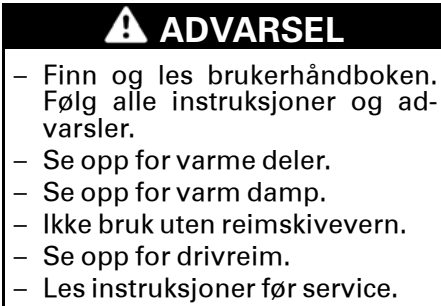 ADVARSEL
– Finn og les brukerhåndboken.
Følg alle instruksjoner og ad-
varsler.
– Se opp for varme deler.
– Se opp for varm damp.
– Ikke bruk uten reimskivevern.
– Se opp for drivreim.
– Les instruksjoner før service.